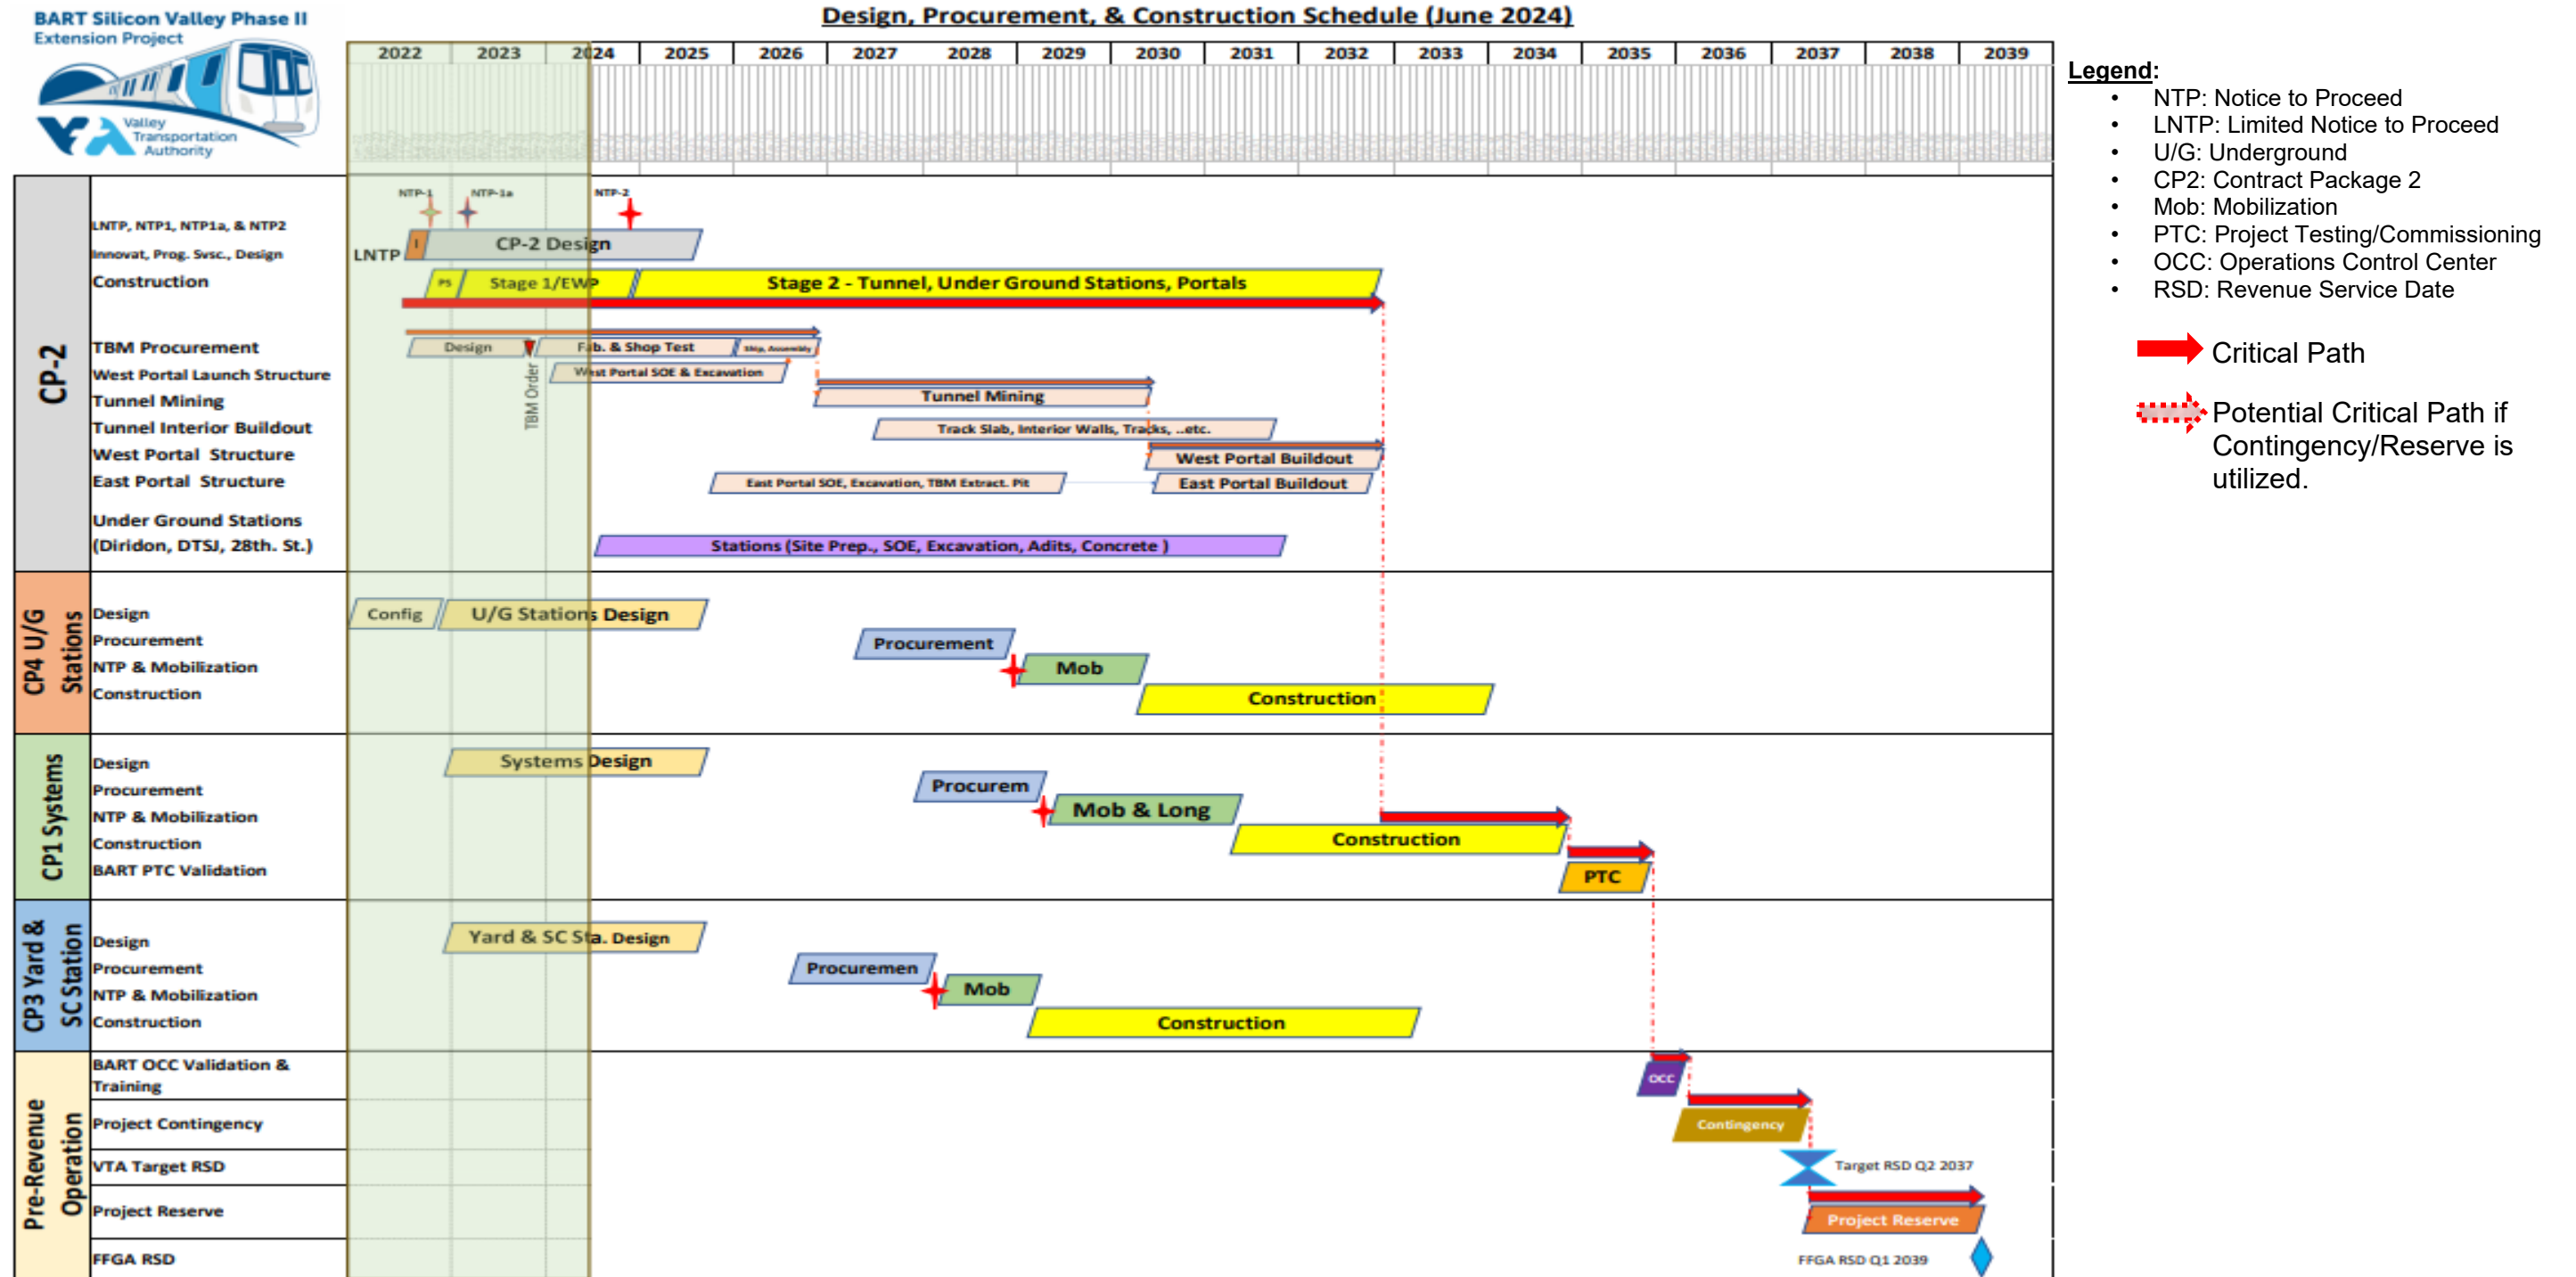 BART Silicon Valley Phase II
Extension Project
Valley
Transportation
Authority
Design, Procurement, & Construction Schedule (June 2024)
2022 2023 2024 2025 2026 2027 2028 2029 2030 2031 2032 2033 2034 2035 2036 2037 2038 2039
Legend:
• NTP: Notice to Proceed
• LNTP: Limited Notice to Proceed
• U/G: Underground
• CP2: Contract Package 2
• Mob: Mobilization
• PTC: Project Testing/Commissioning
• OCC: Operations Control Center
• RSD: Revenue Service Date
Critical Path
Potential Critical Path if
Contingency/Reserve is
utilized.
CP-2
NTP-1 NTP-1a NTP-2
LNTP, NTP1, NTP1a, & NTP2
Innovat, Prog. Svsc., Design
LNTP I CP-2 Design
Construction
PS Stage 1/EWP Stage 2 - Tunnel, Under Ground Stations, Portals
TBM Procurement
Design Fab. & Shop Test Ship, Assembly
TBM Order
West Portal Launch Structure
West Portal SOE & Excavation
Tunnel Mining
Tunnel Mining
Tunnel Interior Buildout
Track Slab, Interior Walls, Tracks, ..etc.
West Portal Structure
West Portal Buildout
East Portal Structure
East Portal SOE, Excavation, TBM Extract. Pit East Portal Buildout
Under Ground Stations
(Diridon, DTSJ, 28th. St.)
Stations (Site Prep., SOE, Excavation, Adits, Concrete )
CP4 U/G
Stations
Design
Config U/G Stations Design
Procurement
Procurement
NTP & Mobilization
Mob
Construction
Construction
CP1 Systems
Design
Systems Design
Procurement
Procurem
NTP & Mobilization
Mob & Long
Construction
Construction
BART PTC Validation
PTC
CP3 Yard &
SC Station
Design
Yard & SC Sta. Design
Procurement
Procuremen
NTP & Mobilization
Mob
Construction
Construction
Pre-Revenue
Operation
BART OCC Validation &
Training
OCC
Project Contingency
Contingency
VTA Target RSD
Target RSD Q2 2037
Project Reserve
Project Reserve
FFGA RSD
FFGA RSD Q1 2039